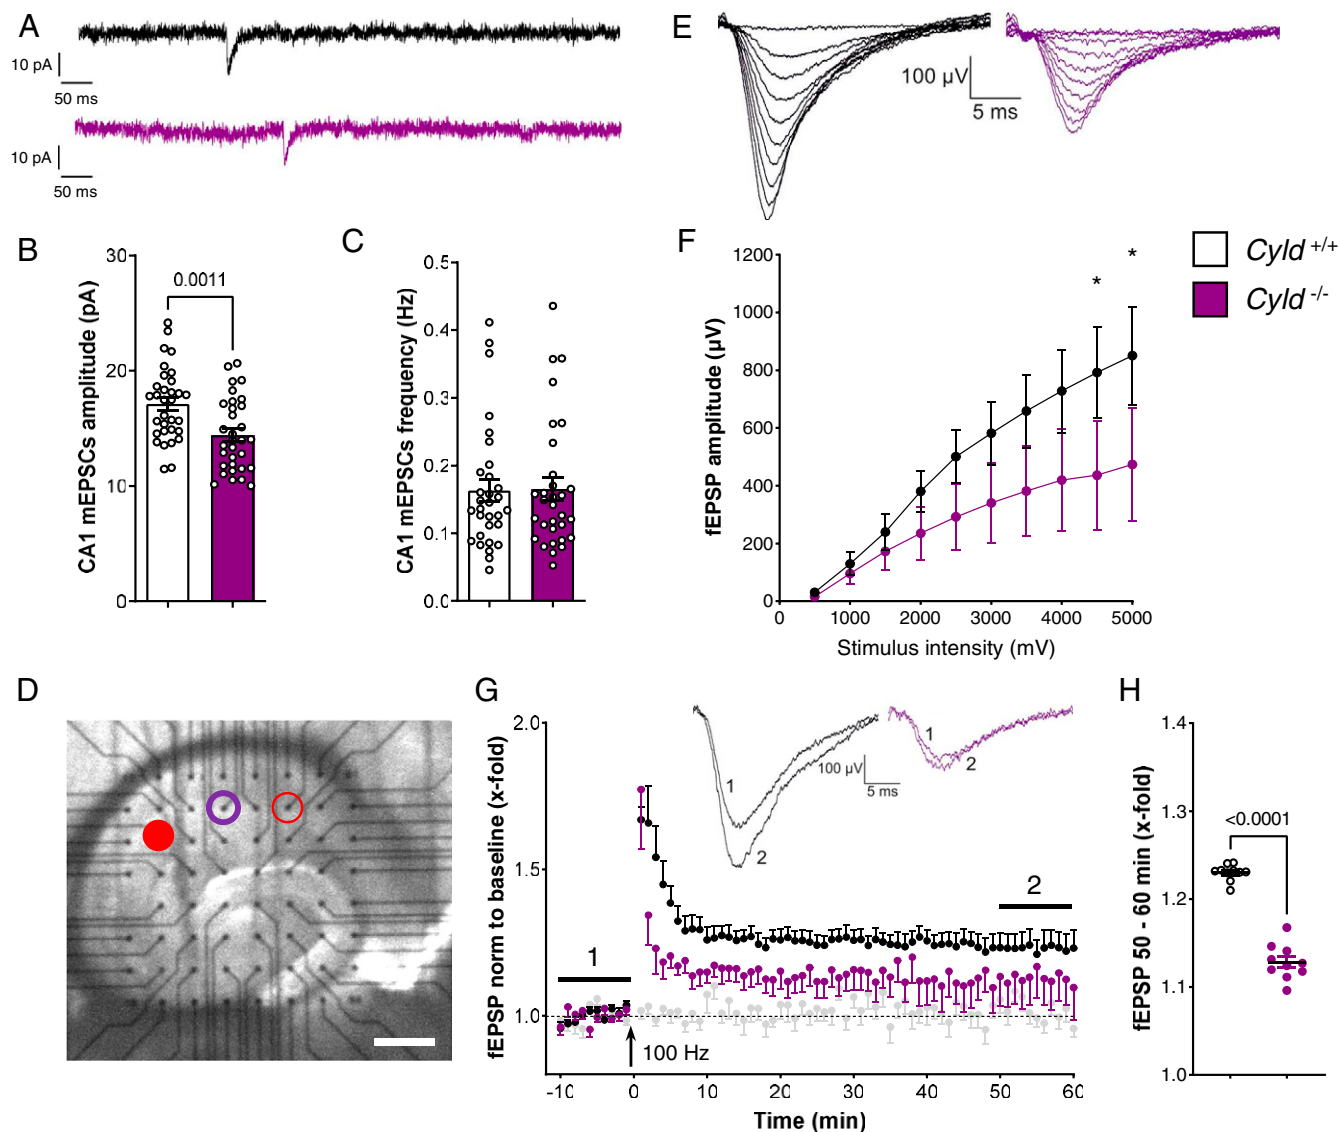 A
10 pA
50 ms
10 pA
50 ms
E
100 µV
5 ms
B
CA1 mEPSCs amplitude (pA)
30
20
10
0
0.0011
C
CA1 mEPSCs frequency (Hz)
0.5
0.4
0.3
0.2
0.1
0.0
F
fEPSP amplitude (µV)
1200
1000
800
600
400
200
0
* *
0 1000 2000 3000 4000 5000
Stimulus intensity (mV)
Cyld +/+
Cyld -/-
D
G
fEPSP norm to baseline (x-fold)
2.0
1.5
1.0
1
2
100 Hz
1
2
100 µV
5 ms
1
2
-10 0 10 20 30 40 50 60
Time (min)
H
fEPSP 50 - 60 min (x-fold)
1.4
1.3
1.2
1.1
1.0
<0.0001